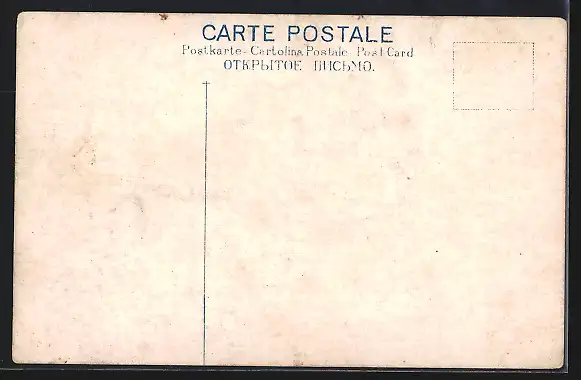 CARTE POSTALE
Postkarte - Cartolina Postale Post Card
ОТКРЫТОЕ ПИСЬМО.